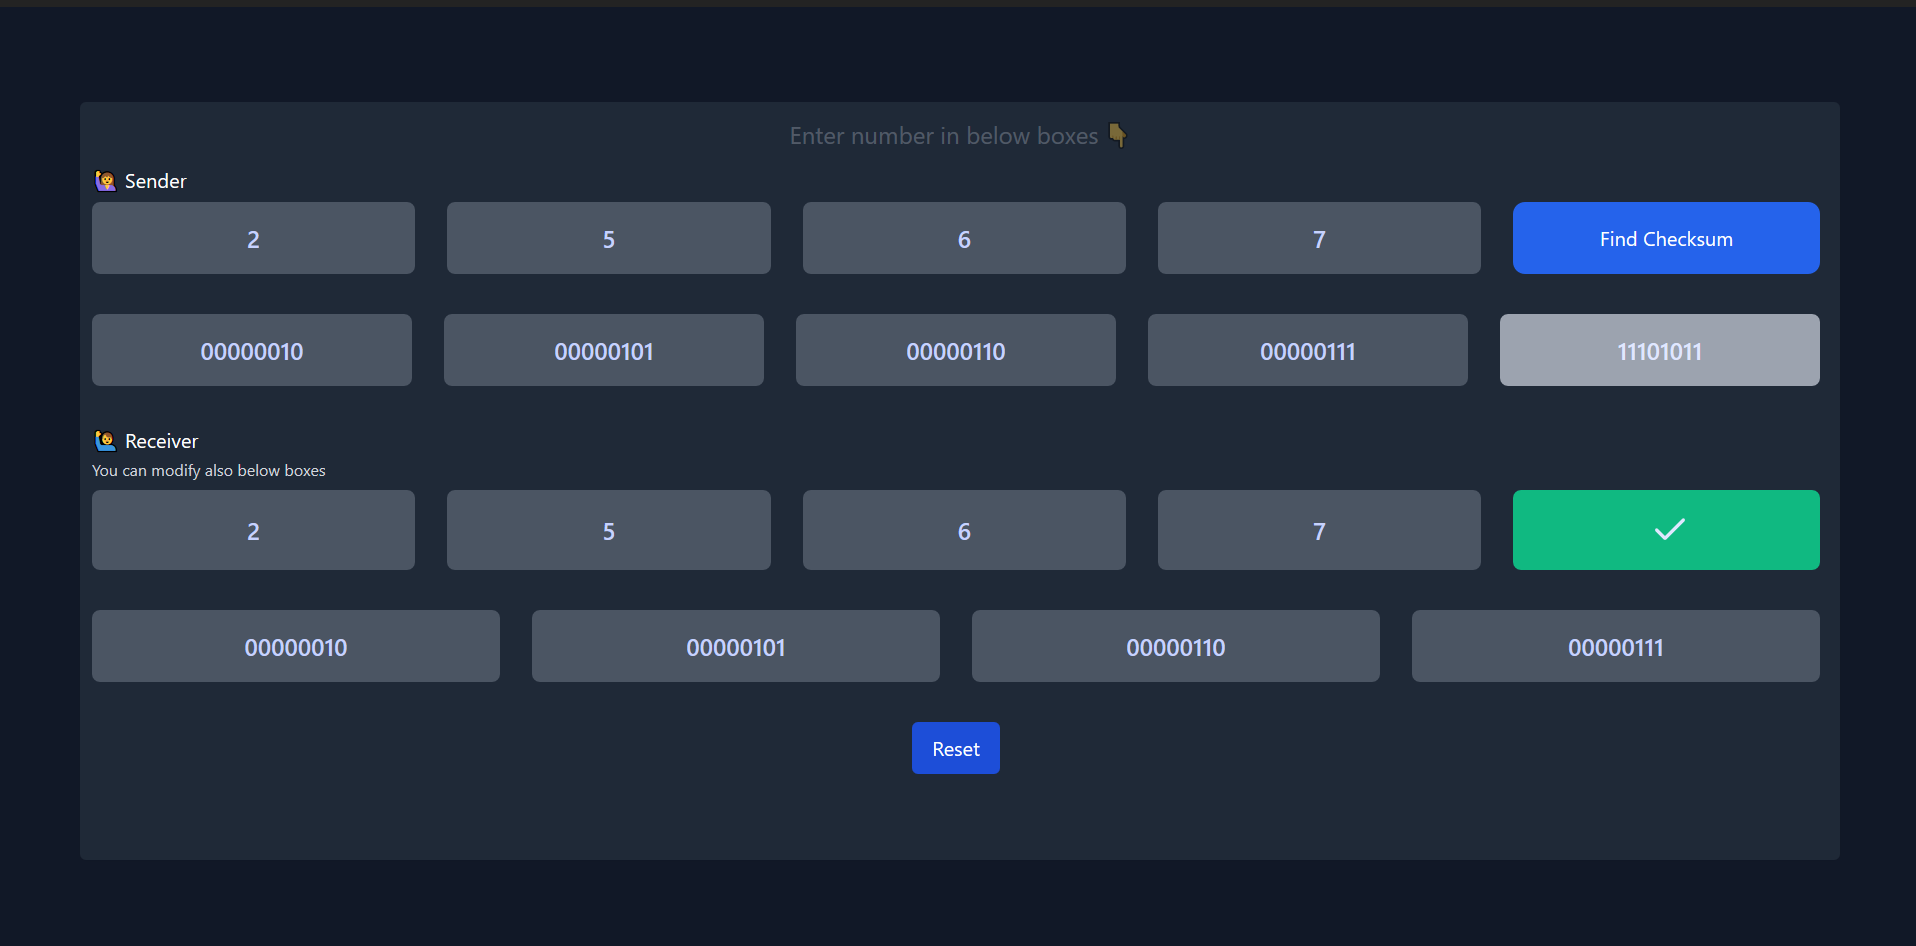 Enter number in below boxes 👇
🙋‍♀️ Sender
2 5 6 7 Find Checksum
00000010 00000101 00000110 00000111 11101011
🙋‍♂️ Receiver
You can modify also below boxes
2 5 6 7 ✓
00000010 00000101 00000110 00000111
Reset